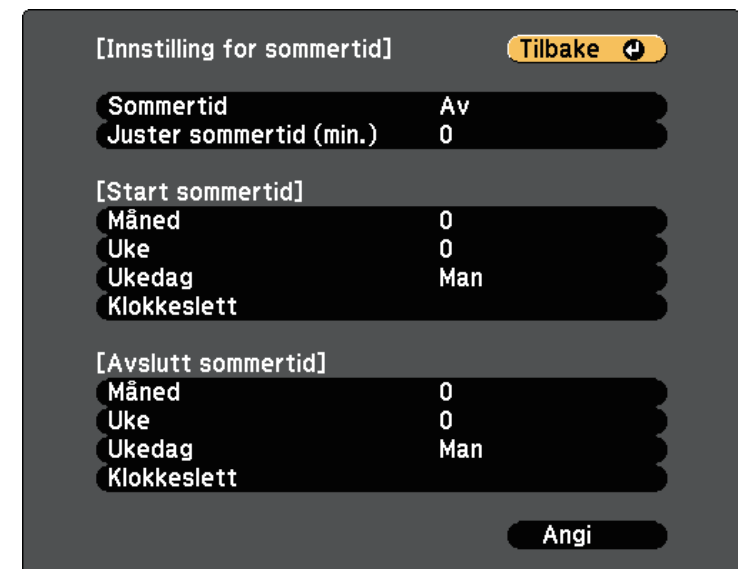 [Innstilling for sommertid] Tilbake
Sommertid Av
Juster sommertid (min.) 0
[Start sommertid]
Måned 0
Uke 0
Ukedag Man
Klokkeslett
[Avslutt sommertid]
Måned 0
Uke 0
Ukedag Man
Klokkeslett
Angi